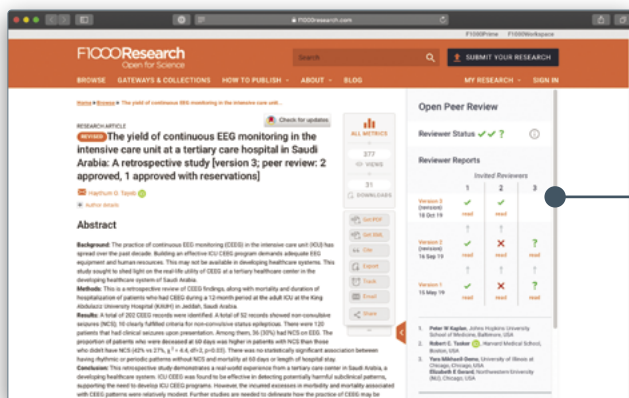 f1000research.com
F1000Prime F1000Workspace
F1000Research
Open for Science
Search
SUBMIT YOUR RESEARCH
BROWSE GATEWAYS & COLLECTIONS HOW TO PUBLISH ABOUT BLOG MY RESEARCH SIGN IN
Home » Browse » The yield of continuous EEG monitoring in the intensive care unit...
Check for updates
RESEARCH ARTICLE
REVISED The yield of continuous EEG monitoring in the
intensive care unit at a tertiary care hospital in Saudi
Arabia: A retrospective study [version 3; peer review: 2
approved, 1 approved with reservations]
Haythum O. Tayeb
Author details
Abstract
Background: The practice of continuous EEG monitoring (CEEG) in the intensive care unit (ICU) has
spread over the past decade. Building an effective ICU CEEG program demands adequate EEG
equipment and human resources. This may not be available in developing healthcare systems. This
study sought to shed light on the real-life utility of CEEG at a tertiary healthcare center in the
developing healthcare system of Saudi Arabia.
Methods: This is a retrospective review of CEEG findings, along with mortality and duration of
hospitalization of patients who had CEEG during a 12-month period at the adult ICU at the King
Abdulaziz University Hospital (KAUH) in Jeddah, Saudi Arabia.
Results: A total of 202 CEEG records were identified. A total of 52 records showed non-convulsive
seizures (NCS). 10 clearly fulfilled criteria for non-convulsive status epilepticus. There were 120
patients that had clinical seizures upon presentation. Among them, 36 (30%) had NCS on EEG. The
proportion of patients who were deceased at 60 days was higher in patients with NCS than those
who didn't have NCS (42% vs 27%, χ² = 4.4, df=3, p=0.03). There was no statistically significant association between
having rhythmic or periodic patterns without NCS and mortality at 60 days or length of hospital stay.
Conclusion: This retrospective study demonstrates a real-world experience from a tertiary care center in Saudi Arabia, a
developing healthcare system. ICU CEEG was found to be effective in detecting potentially harmful subclinical patterns,
supporting the need to develop ICU CEEG programs. However, the incurred excesses in morbidity and mortality associated
with CEEG patterns were relatively modest. Further studies are needed to delineate how the practice of CEEG may be
ALL METRICS
377
VIEWS
31
DOWNLOADS
Get PDF
Get XML
Cite
Export
Track
Email
Share
Open Peer Review
Reviewer Status ✓ ✓ ?
Reviewer Reports
Invited Reviewers
1 2 3
Version 3
(revision)
18 Oct 19
read read
Version 2
(revision)
16 Sep 19
read read read
Version 1
15 May 19
read read read
1. Peter W Kaplan, Johns Hopkins University
School of Medicine, Baltimore, USA
2. Robert C. Tasker, Harvard Medical School,
Boston, USA
3. Yara Mikhaeil-Demo, University of Illinois at
Chicago, Chicago, USA
Elizabeth E Gerard, Northwestern University
(NU), Chicago, USA